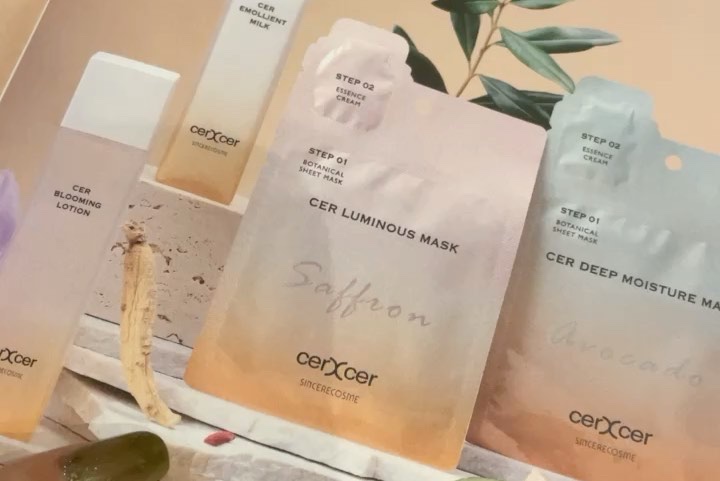 CER
EMOLLIENT
MILK
cerXcer
SINCERECOSME
CER
BLOOMING
LOTION
cer
STEP 02
ESSENCE
CREAM
STEP 01
BOTANICAL
SHEET MASK
CER LUMINOUS MASK
Saffron
cerXcer
SINCERECOSME
STEP 02
ESSENCE
CREAM
STEP 01
BOTANICAL
SHEET MASK
CER DEEP MOISTURE MA
Avocado
cerXcer
SINCERECOSME